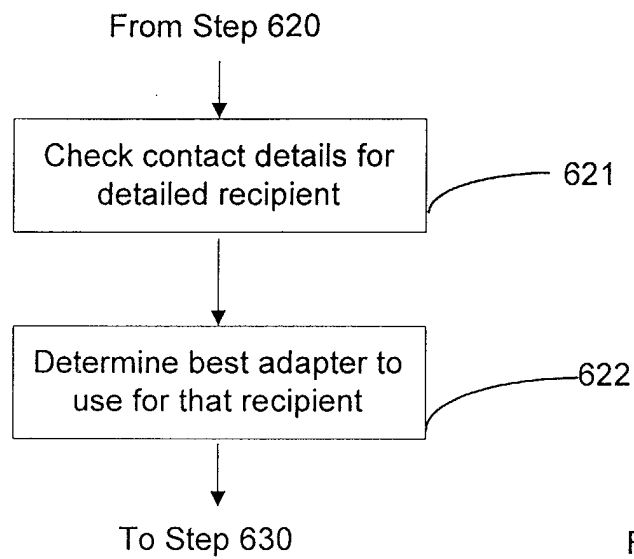 From Step 620
Check contact details for
detailed recipient
621
Determine best adapter to
use for that recipient
622
To Step 630
F